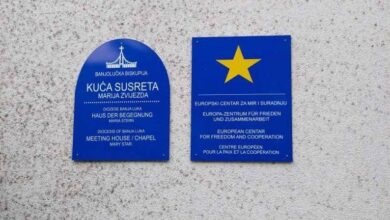 BANJOLUČKA BISKUPIJA
KUĆA SUSRETA
MARIJA ZVIJEZDA
DIÖZESE BANJA LUKA
HAUS DER BEGEGNUNG
MARIA STERN
DIOCESE OF BANJA LUKA
MEETING HOUSE / CHAPEL
MARY STAR
EUROPSKI CENTAR ZA MIR I SURADNJU
EUROPA-ZENTRUM FÜR FRIEDEN
UND ZUSAMMENARBEIT
EUROPEAN CENTAR
FOR FREEDOM AND COOPERATION
CENTRE EUROPEEN
POUR LA PAIX ET LA COOPÉRATION